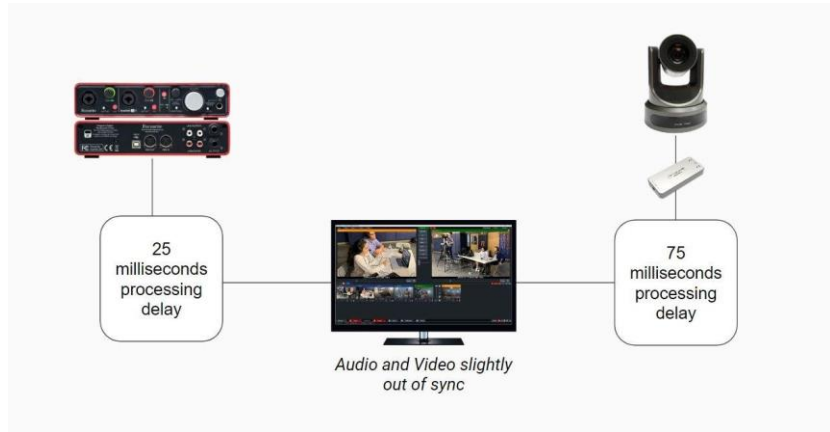 25
milliseconds
processing
delay
75
milliseconds
processing
delay
Audio and Video slightly
out of sync